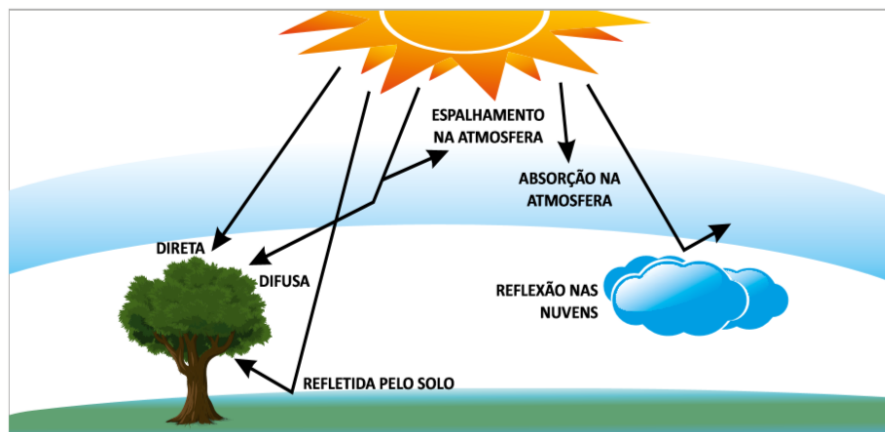 ESPALHAMENTO
NA ATMOSFERA
ABSORÇÃO NA
ATMOSFERA
DIRETA
DIFUSA
REFLEXÃO NAS
NUVENS
REFLETIDA PELO SOLO